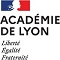 ACADÉMIE
DE LYON
Liberté
Égalité
Fraternité